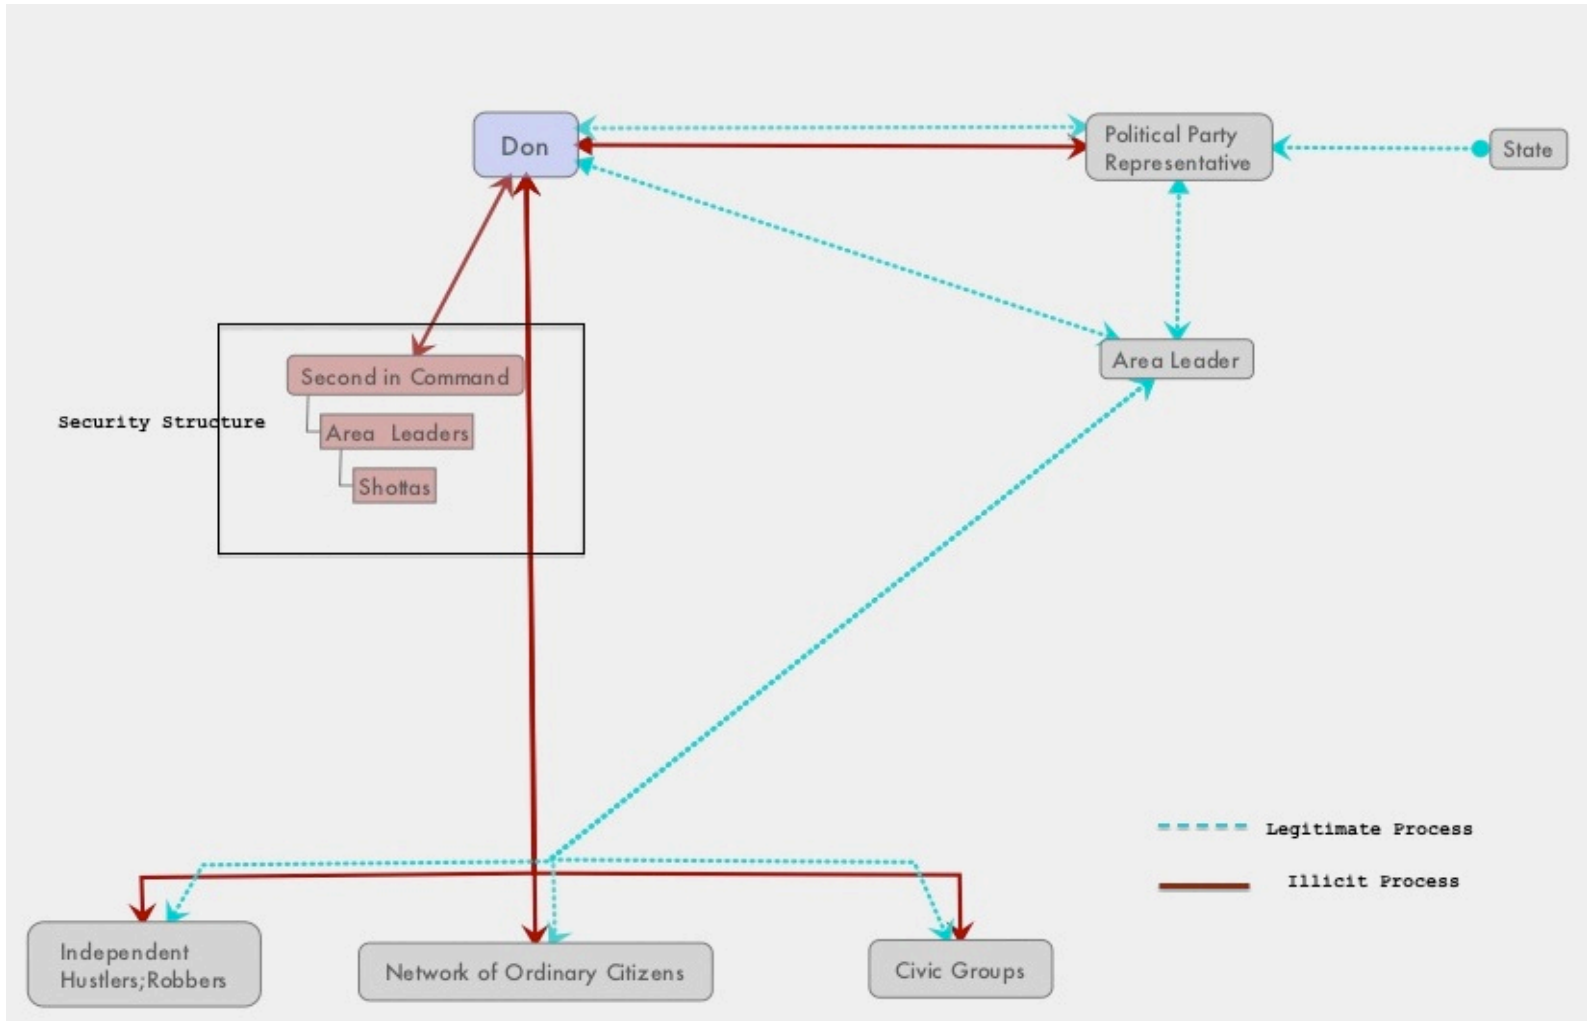 Don
Political Party
Representative
State
Area Leader
Second in Command
Security Structure
Area Leaders
Shottas
Legitimate Process
Illicit Process
Independent
Hustlers;Robbers
Network of Ordinary Citizens
Civic Groups